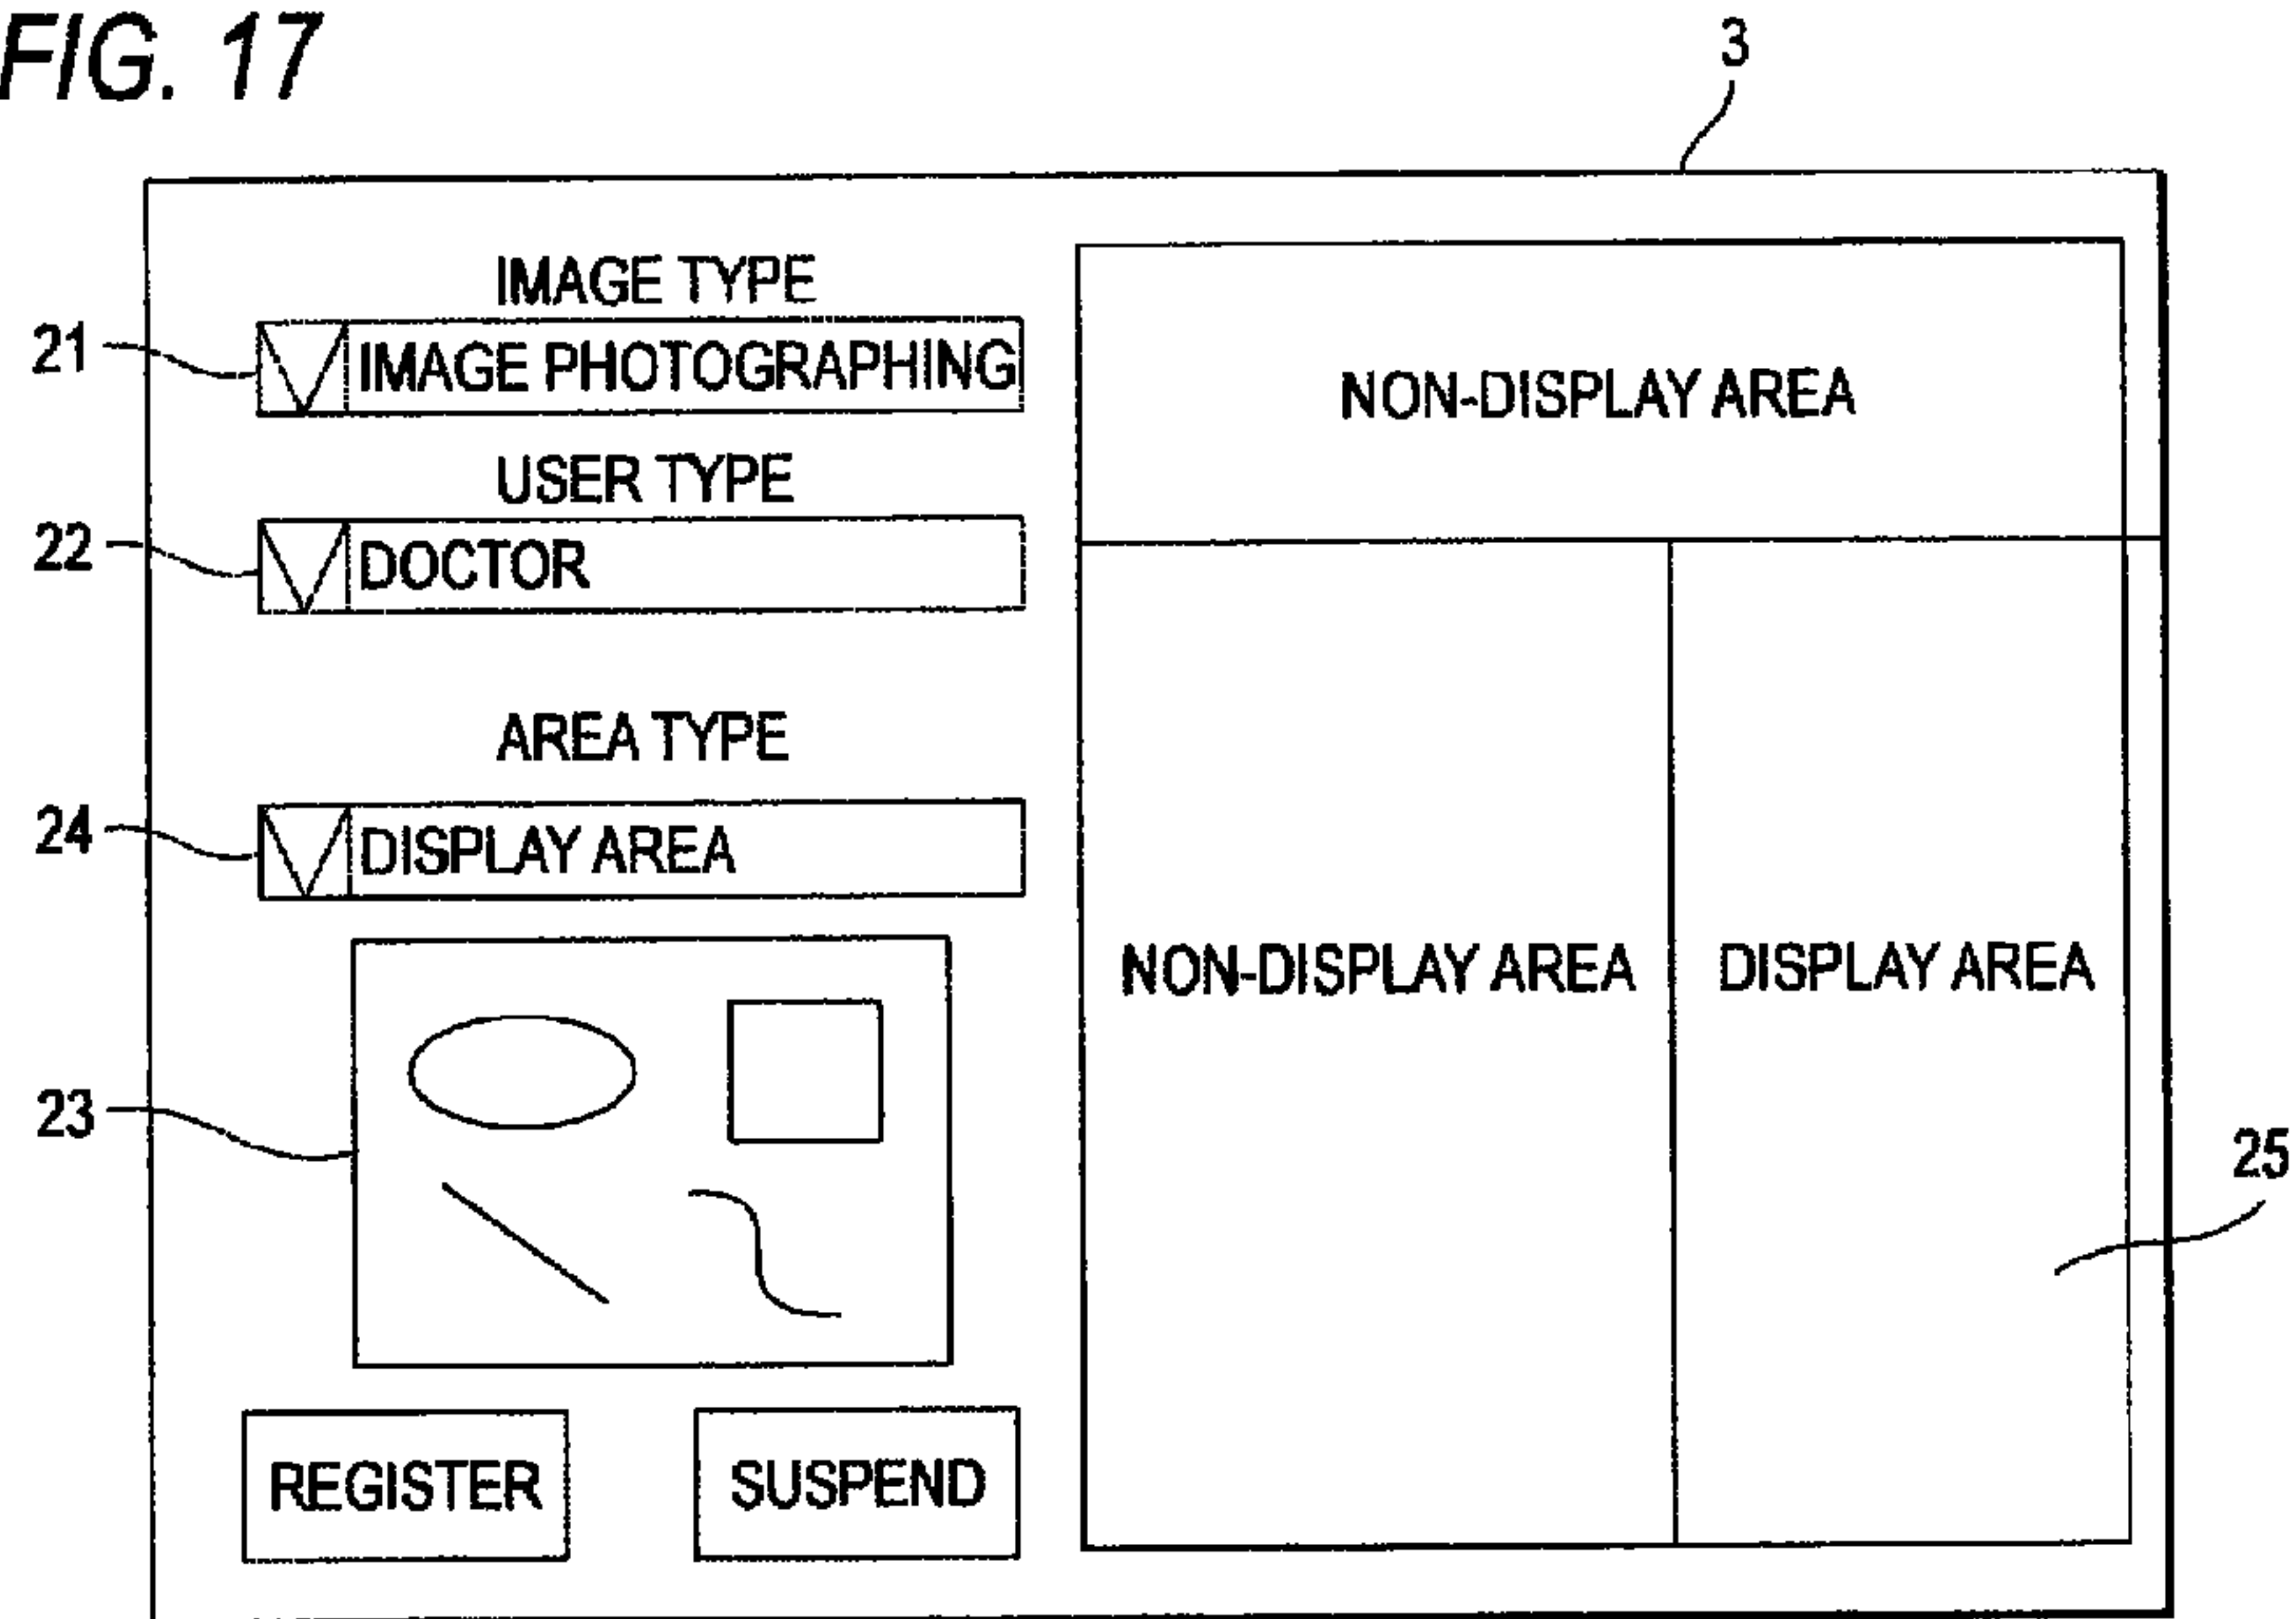 FIG. 17
3
IMAGE TYPE
21
IMAGE PHOTOGRAPHING
USER TYPE
22
DOCTOR
AREA TYPE
24
DISPLAY AREA
23
REGISTER
SUSPEND
NON-DISPLAY AREA
NON-DISPLAY AREA
DISPLAY AREA
25